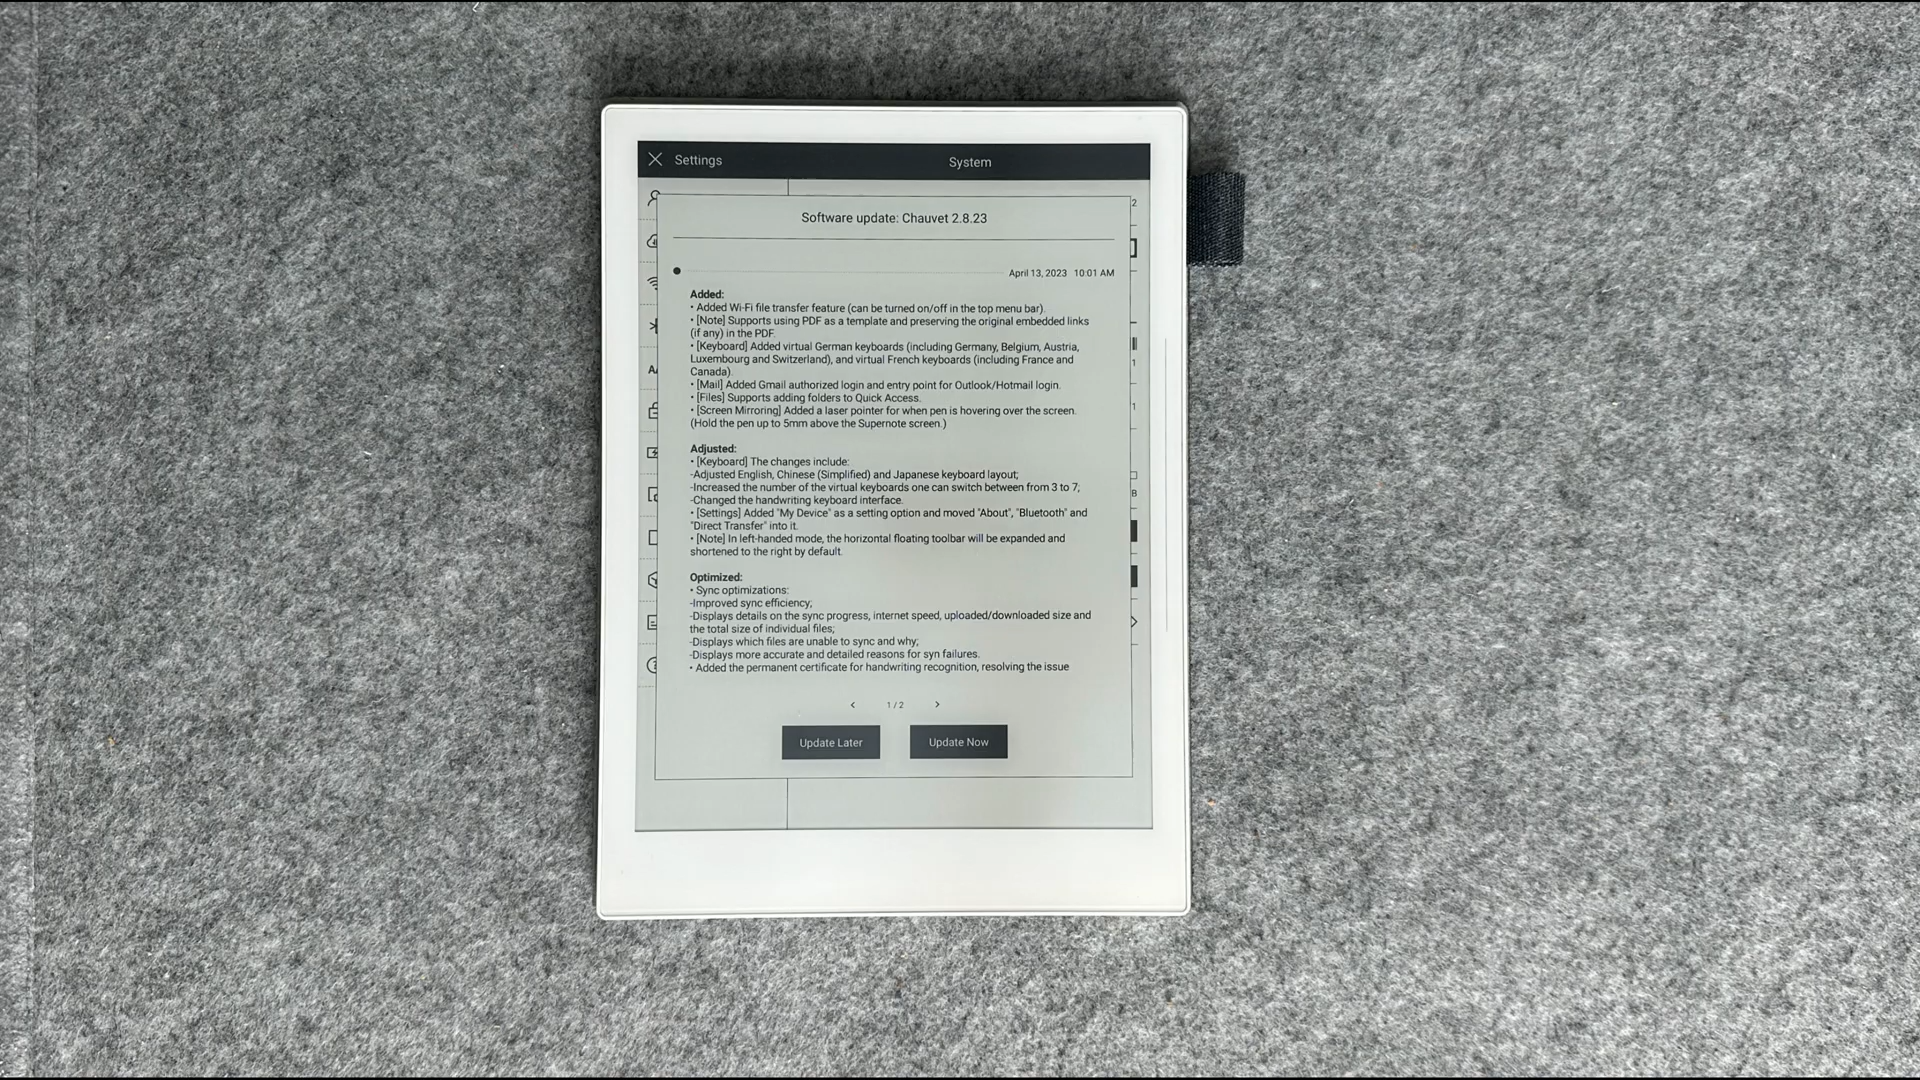 Settings
System
Software update: Chauvet 2.8.23
April 13, 2023 10:01 AM
Added:
• Added Wi-Fi file transfer feature (can be turned on/off in the top menu bar).
• [Note] Supports using PDF as a template and preserving the original embedded links
(if any) in the PDF.
• [Keyboard] Added virtual German keyboards (including Germany, Belgium, Austria,
Luxembourg and Switzerland), and virtual French keyboards (including France and
Canada).
• [Mail] Added Gmail authorized login and entry point for Outlook/Hotmail login.
• [Files] Supports adding folders to Quick Access.
• [Screen Mirroring] Added a laser pointer for when pen is hovering over the screen.
(Hold the pen up to 5mm above the Supernote screen.)
Adjusted:
• [Keyboard] The changes include:
-Adjusted English, Chinese (Simplified) and Japanese keyboard layout;
-Increased the number of the virtual keyboards one can switch between from 3 to 7;
-Changed the handwriting keyboard interface.
• [Settings] Added "My Device" as a setting option and moved "About", "Bluetooth" and
"Direct Transfer" into it.
• [Note] In left-handed mode, the horizontal floating toolbar will be expanded and
shortened to the right by default.
Optimized:
• Sync optimizations:
-Improved sync efficiency;
-Displays details on the sync progress, internet speed, uploaded/downloaded size and
the total size of individual files;
-Displays which files are unable to sync and why;
-Displays more accurate and detailed reasons for syn failures.
• Added the permanent certificate for handwriting recognition, resolving the issue
1 / 2
Update Later
Update Now